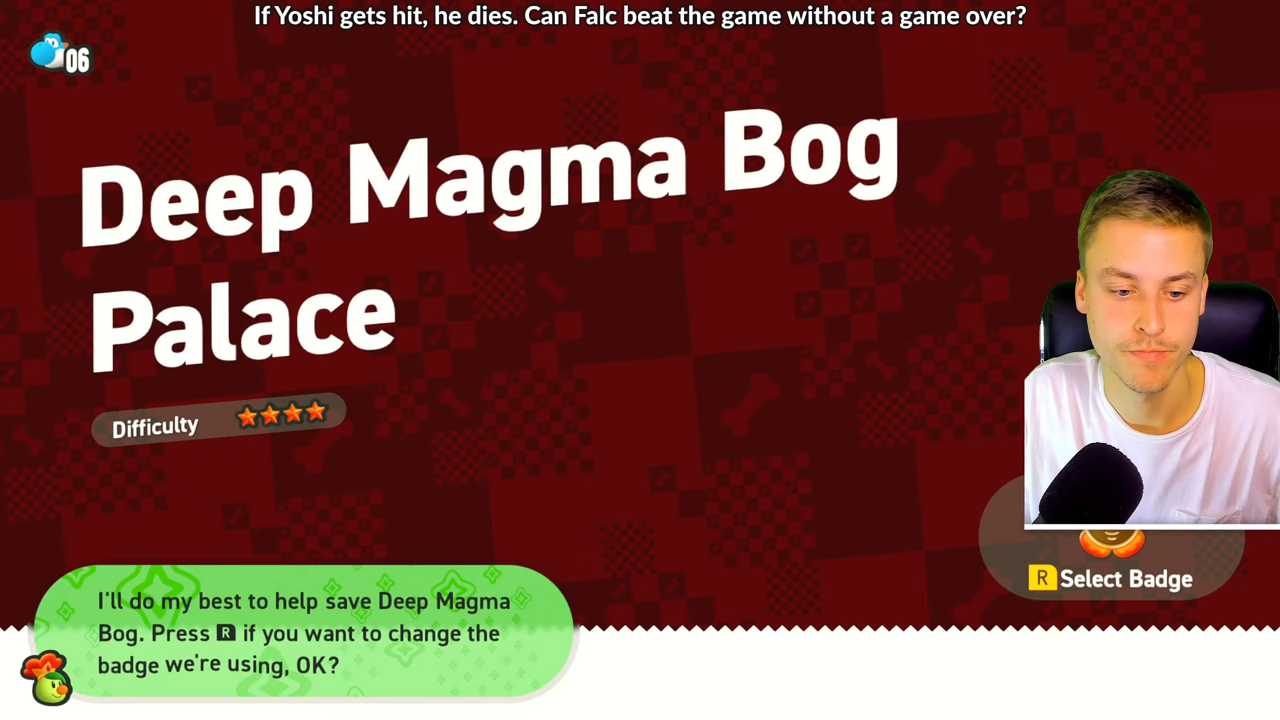 If Yoshi gets hit, he dies. Can Falc beat the game without a game over?
06
Deep Magma Bog
Palace
Difficulty
R Select Badge
I'll do my best to help save Deep Magma
Bog. Press R if you want to change the
badge we're using, OK?